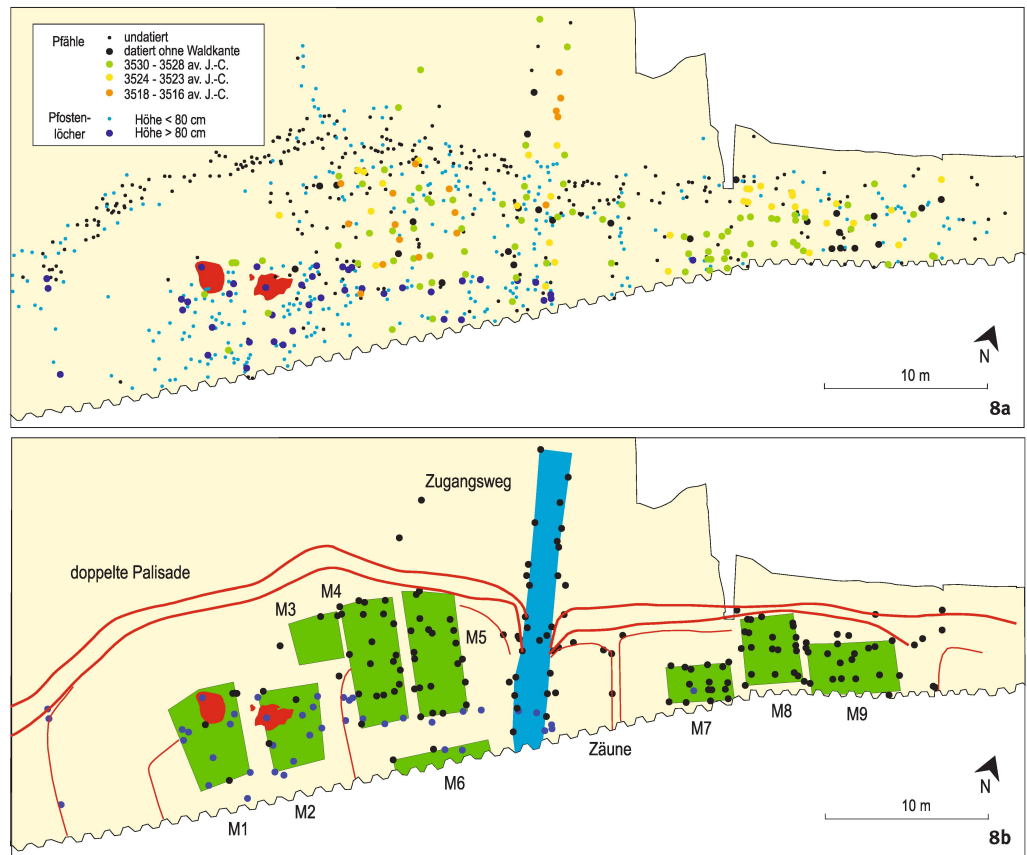 Pfähle
undatiert
datiert ohne Waldkante
3530 - 3528 av. J.-C.
3524 - 3523 av. J.-C.
3518 - 3516 av. J.-C.
Pfosten-
löcher
Höhe < 80 cm
Höhe > 80 cm
N
10 m
8a
Zugangsweg
doppelte Palisade
M4
M3
M5
M7
M8
M9
Zäune
M6
M2
M1
N
10 m
8b